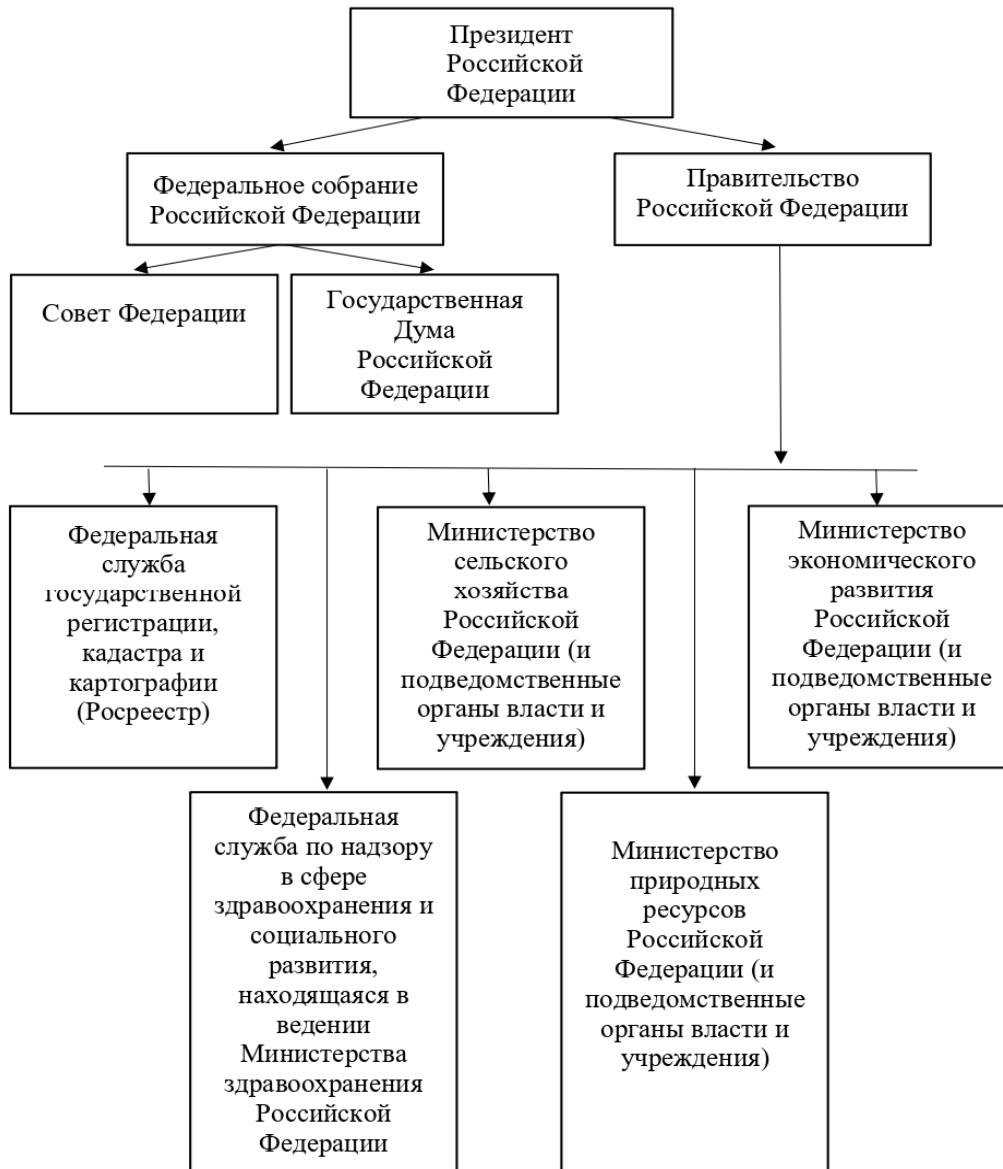 Президент
Российской
Федерации
Федеральное собрание
Российской Федерации
Правительство
Российской Федерации
Совет Федерации
Государственная
Дума
Российской
Федерации
Федеральная
служба
государственной
регистрации,
кадастра и
картографии
(Росреестр)
Министерство
сельского
хозяйства
Российской
Федерации (и
подведомственные
органы власти и
учреждения)
Министерство
экономического
развития
Российской
Федерации (и
подведомственные
органы власти и
учреждения)
Федеральная
служба по надзору
в сфере
здравоохранения и
социального
развития,
находящаяся в
ведении
Министерства
здравоохранения
Российской
Федерации
Министерство
природных
ресурсов
Российской
Федерации (и
подведомственные
органы власти и
учреждения)